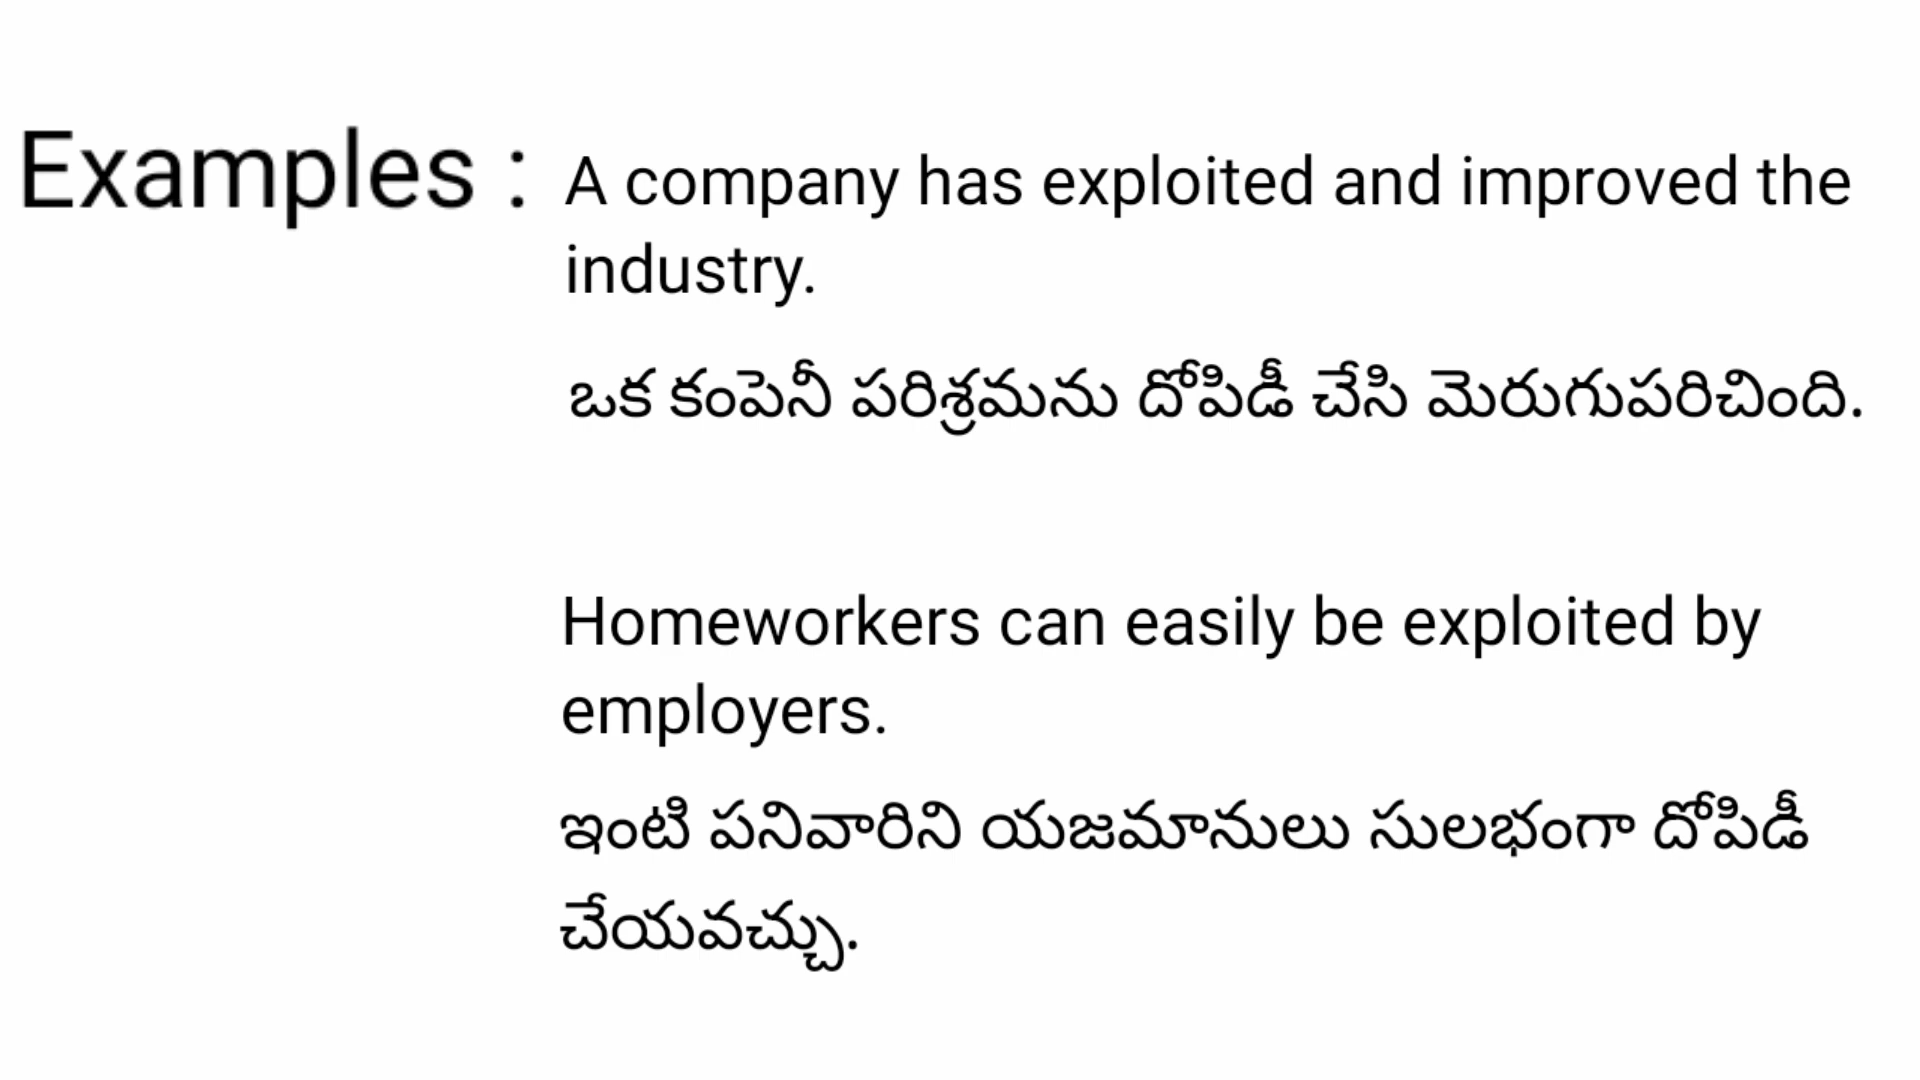 Examples : A company has exploited and improved the
industry.
ఒక కంపెనీ పరిశ్రమను దోపిడీ చేసి మెరుగుపరిచింది.
Homeworkers can easily be exploited by
employers.
ఇంటి పనివారిని యజమానులు సులభంగా దోపిడీ
చేయవచ్చు.